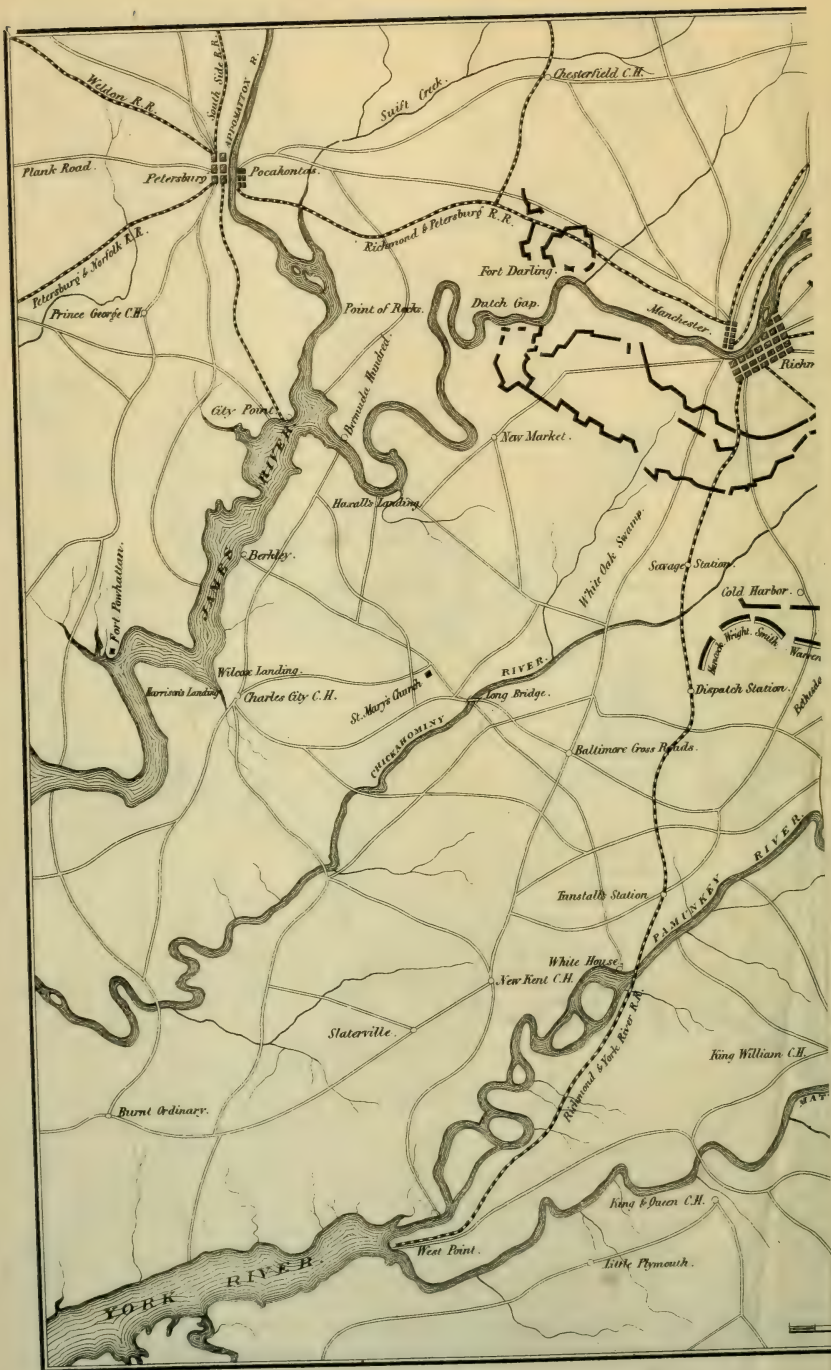 Weldon R.R.
South Side R.R.
APPOMATTOX R.
Swift Creek.
Chesterfield C.H.
Plank Road.
Petersburg
Pocahontas.
Petersburg & Norfolk R.R.
Richmond & Petersburg R.R.
Fort Darling.
Prince George C.H.
Point of Rocks.
Dutch Gap.
Manchester.
Richm
City Point
Bermuda Hundred.
New Market.
JAMES RIVER
Haxall's Landing
White Oak Swamp.
Savage Station.
Berkley.
Fort Powhattan.
Cold Harbor.
Hancock
Wright.
Smith
Warren
Bethesda
Wilcox Landing.
Harrison's Landing
Charles City C.H.
St. Mary's Church
CHICKAHOMINY RIVER.
Long Bridge.
Dispatch Station.
Baltimore Cross Roads.
Tunstall's Station
PAMUNKEY RIVER.
White House.
New Kent C.H.
Slaterville.
Richmond & York River R.R.
King William C.H.
Burnt Ordinary.
MAT
King & Queen C.H.
West Point.
Little Plymouth.
YORK RIVER.